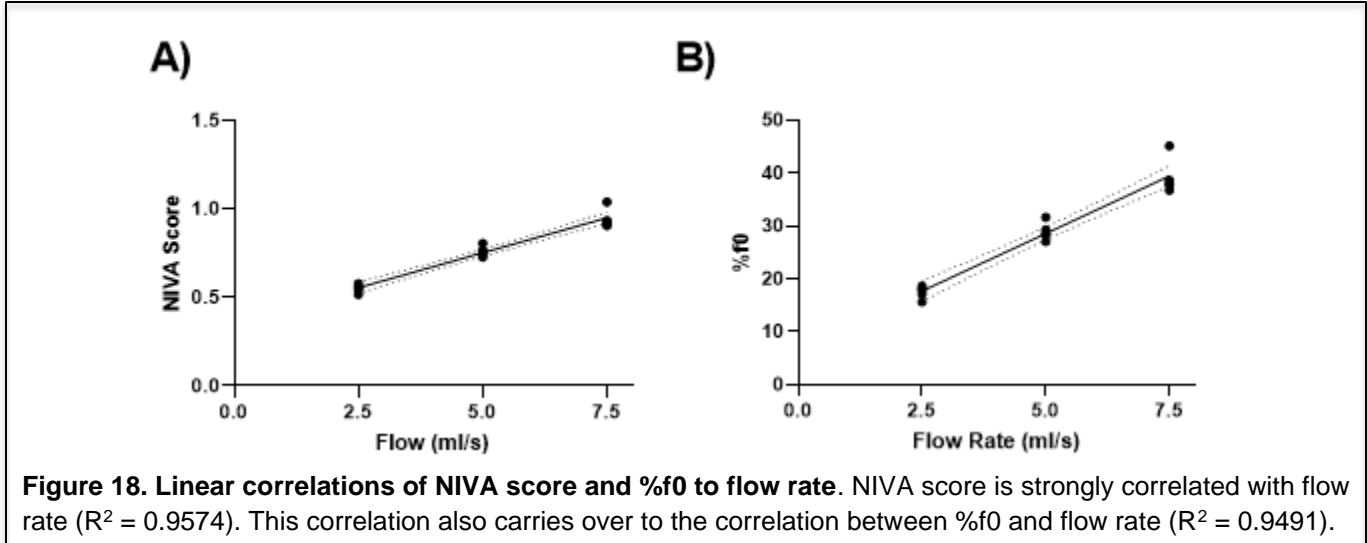 A)
B)
1.5
1.0
0.5
0.0
NIVA Score
0.0
2.5
5.0
7.5
Flow (ml/s)
50
40
30
20
10
0
%f0
0.0
2.5
5.0
7.5
Flow Rate (ml/s)
Figure 18. Linear correlations of NIVA score and %f0 to flow rate. NIVA score is strongly correlated with flow
rate (R² = 0.9574). This correlation also carries over to the correlation between %f0 and flow rate (R² = 0.9491).